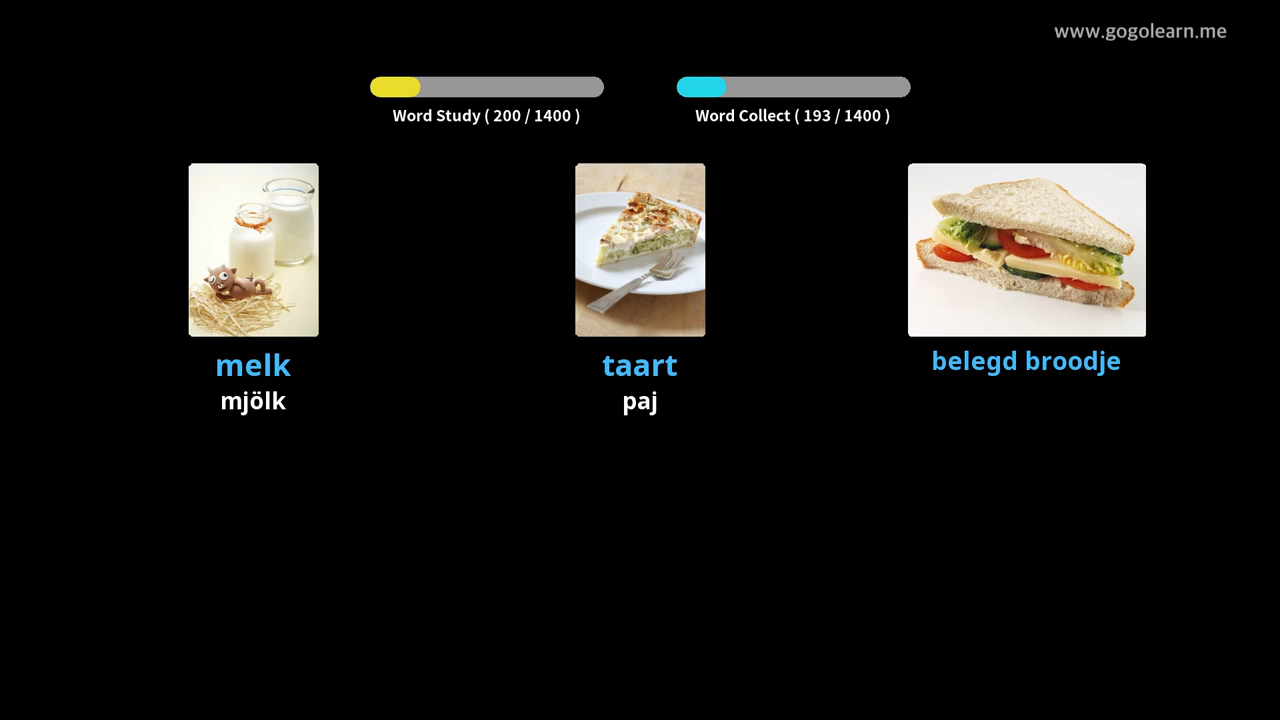 www.gogolearn.me
Word Study ( 200 / 1400 )
Word Collect ( 193 / 1400 )
melk
mjölk
taart
paj
belegd broodje